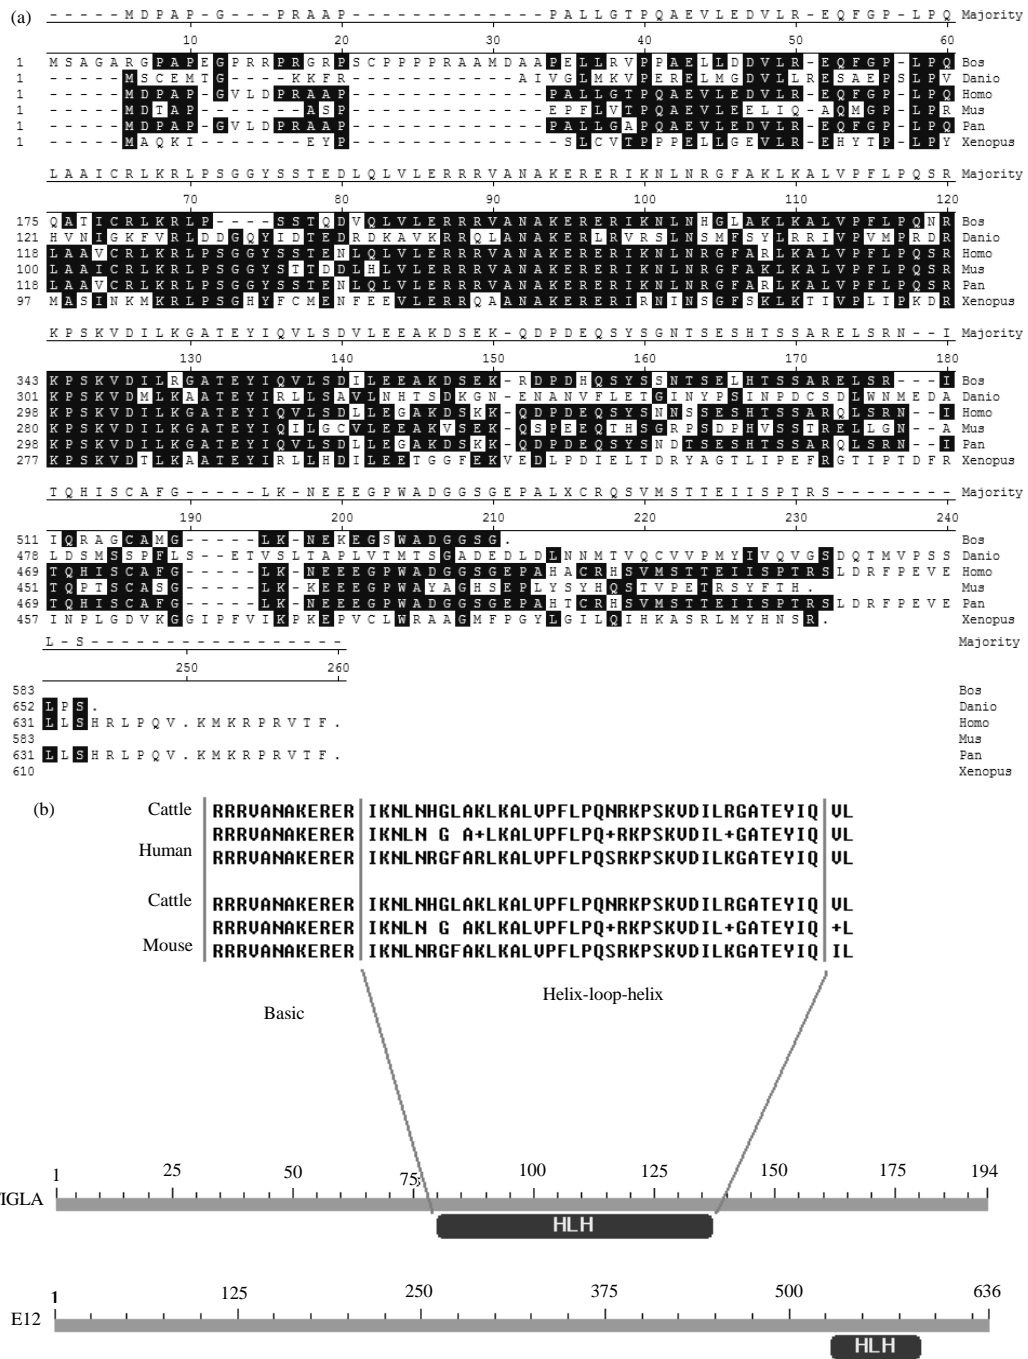 (a)
- - - - - M D P A P - G - - - P R A A P - - - - - - - - - - - - - P A L L G T P Q A E V L E D V L R - E Q F G P - L P Q Majority
10 20 30 40 50 60
1 M S A G A R G P A P E G P R R P R G R P S C P P P P R A A M D A A P E L L R V P P A E L L D D V L R - E Q F G P - L P Q Bos
1 - - - - - M S C E M T G - - - - K K F R - - - - - - - - - - - A I V G L M K V P E R E L M G D V L L R E S A E P S L P V Danio
1 - - - - - M D P A P - G V L D P R A A P - - - - - - - - - - - - - P A L L G T P Q A E V L E D V L R - E Q F G P - L P Q Homo
1 - - - - - M D T A P - - - - - - - A S P - - - - - - - - - - - - - E P F L V T P Q A E V L E E L I Q - A Q M G P - L P R Mus
1 - - - - - M D P A P - G V L D P R A A P - - - - - - - - - - - - - P A L L G A P Q A E V L E D V L R - E Q F G P - L P Q Pan
1 - - - - - M A Q K I - - - - - - - E Y P - - - - - - - - - - - - - - S L C V T P P P E L L G E V L R - E H Y T P - L P Y Xenopus
L A A I C R L K R L P S G G Y S S T E D L Q L V L E R R R V A N A K E R E R I K N L N R G F A K L K A L V P F L P Q S R Majority
70 80 90 100 110 120
175 Q A T I C R L K R L P - - - - S S T Q D V Q L V L E R R R V A N A K E R E R I K N L N H G L A K L K A L V P F L P Q N R Bos
121 H V N I G K F V R L D D G Q Y I D T E D R D K A V K R R Q L A N A K E R L R V R S L N S M F S Y L R R I V P V M P R D R Danio
118 L A A V C R L K R L P S G G Y S S T E N L Q L V L E R R R V A N A K E R E R I K N L N R G F A R L K A L V P F L P Q S R Homo
100 L A A I C R L K R L P S G G Y S T T D D L H L V L E R R R V A N A K E R E R I K N L N R G F A K L K A L V P F L P Q S R Mus
118 L A A V C R L K R L P S G G Y S S T E N L Q L V L E R R R V A N A K E R E R I K N L N R G F A R L K A L V P F L P Q S R Pan
97 M A S I N K M K R L P S G H Y F C M E N F E E V L E R R Q A A N A K E R E R I R N I N S G F S K L K T I V P L I P K D R Xenopus
K P S K V D I L K G A T E Y I Q V L S D V L E E A K D S E K - Q D P D E Q S Y S G N T S E S H T S S A R E L S R N - - I Majority
130 140 150 160 170 180
343 K P S K V D I L R G A T E Y I Q V L S D I L E E A K D S E K - R D P D H Q S Y S S N T S E L H T S S A R E L S R - - - I Bos
301 K P S K V D M L K A A T E Y I R L L S A V L N H T S D K G N - E N A N V F L E T G I N Y P S I N P D C S D L W N M E D A Danio
298 K P S K V D I L K G A T E Y I Q V L S D L L E G A K D S K K - Q D P D E Q S Y S N N S S E S H T S S A R Q L S R N - - I Homo
280 K P S K V D I L K G A T E Y I Q I L G C V L E E A K V S E K - Q S P E E Q T H S G R P S D P H V S S T R E L L G N - - A Mus
298 K P S K V D I L K G A T E Y I Q V L S D L L E G A K D S K K - Q D P D E Q S Y S N D T S E S H T S S A R Q L S R N - - I Pan
277 K P S K V D T L K A A T E Y I R L L H D I L E E T G G F E K V E D L P D I E L T D R Y A G T L I P E F R G T I P T D F R Xenopus
T Q H I S C A F G - - - - - L K - N E E E G P W A D G G S G E P A L X C R Q S V M S T T E I I S P T R S - - - - - - - - Majority
190 200 210 220 230 240
511 I Q R A G C A M G - - - - - L K - N E K E G S W A D G G S G . Bos
478 L D S M S S P F L S - - E T V S L T A P L V T M T S G A D E D L D L N N M T V Q C V V P M Y I V Q V G S D Q T M V P S S Danio
469 T Q H I S C A F G - - - - - L K - N E E E G P W A D G G S G E P A H A C R H S V M S T T E I I S P T R S L D R F P E V E Homo
451 T Q P T S C A S G - - - - - L K - K E E E G P W A Y A G H S E P L Y S Y H Q S T V P E T R S Y F T H . Mus
469 T Q H I S C A F G - - - - - L K - N E E E G P W A D G G S G E P A H T C R H S V M S T T E I I S P T R S L D R F P E V E Pan
457 I N P L G D V K G G I P F V I K P K E P V C L W R A A G M F P G Y L G I L Q I H K A S R L M Y H N S R . Xenopus
L - S - - - - - - - - - - - - - - - - - Majority
250 260
583 Bos
652 L P S . Danio
631 L L S H R L P Q V . K M K R P R V T F . Homo
583 Mus
631 L L S H R L P Q V . K M K R P R V T F . Pan
610 Xenopus
(b)
Cattle RRRVANAKERER IKNLNHGLAKLKALVPFLPQNRKPSKVDILRGATEYIQ VL
RRRVANAKERER IKNLN G A+LKALVPFLPQ+RKPSKVDIL+GATEYIQ VL
Human RRRVANAKERER IKNLNRGFARLKALVPFLPQSRKPSKVDILKGATEYIQ VL
Cattle RRRVANAKERER IKNLNHGLAKLKALVPFLPQNRKPSKVDILRGATEYIQ VL
RRRVANAKERER IKNLN G AKLKALVPFLPQ+RKPSKVDIL+GATEYIQ +L
Mouse RRRVANAKERER IKNLNRGFAKLKALVPFLPQSRKPSKVDILKGATEYIQ IL
Basic
Helix-loop-helix
1 25 50 75 100 125 150 175 194
IGLA
HLH
1 125 250 375 500 636
E12
HLH